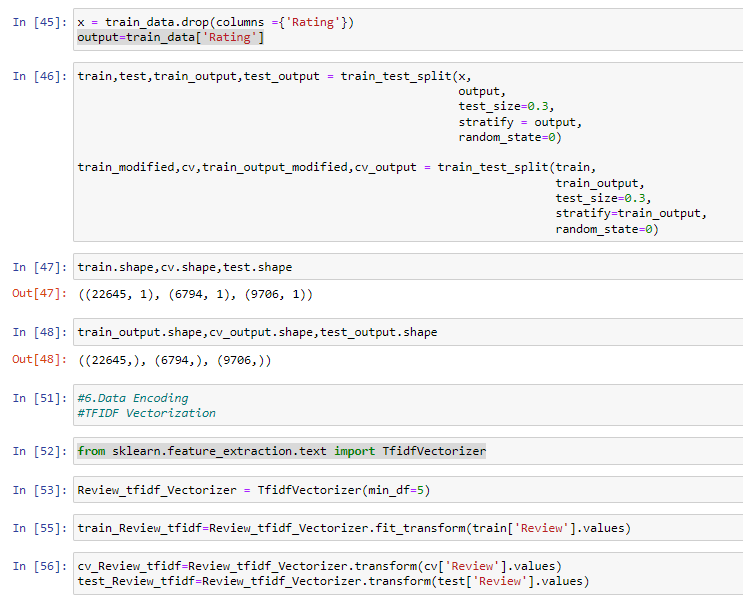 In [45]: x = train_data.drop(columns ={'Rating'})
output=train_data['Rating']
In [46]: train,test,train_output,test_output = train_test_split(x,
output,
test_size=0.3,
stratify = output,
random_state=0)
train_modified,cv,train_output_modified,cv_output = train_test_split(train,
train_output,
test_size=0.3,
stratify=train_output,
random_state=0)
In [47]: train.shape,cv.shape,test.shape
Out[47]: ((22645, 1), (6794, 1), (9706, 1))
In [48]: train_output.shape,cv_output.shape,test_output.shape
Out[48]: ((22645,), (6794,), (9706,))
In [51]: #6.Data Encoding
#TFIDF Vectorization
In [52]: from sklearn.feature_extraction.text import TfidfVectorizer
In [53]: Review_tfidf_Vectorizer = TfidfVectorizer(min_df=5)
In [55]: train_Review_tfidf=Review_tfidf_Vectorizer.fit_transform(train['Review'].values)
In [56]: cv_Review_tfidf=Review_tfidf_Vectorizer.transform(cv['Review'].values)
test_Review_tfidf=Review_tfidf_Vectorizer.transform(test['Review'].values)